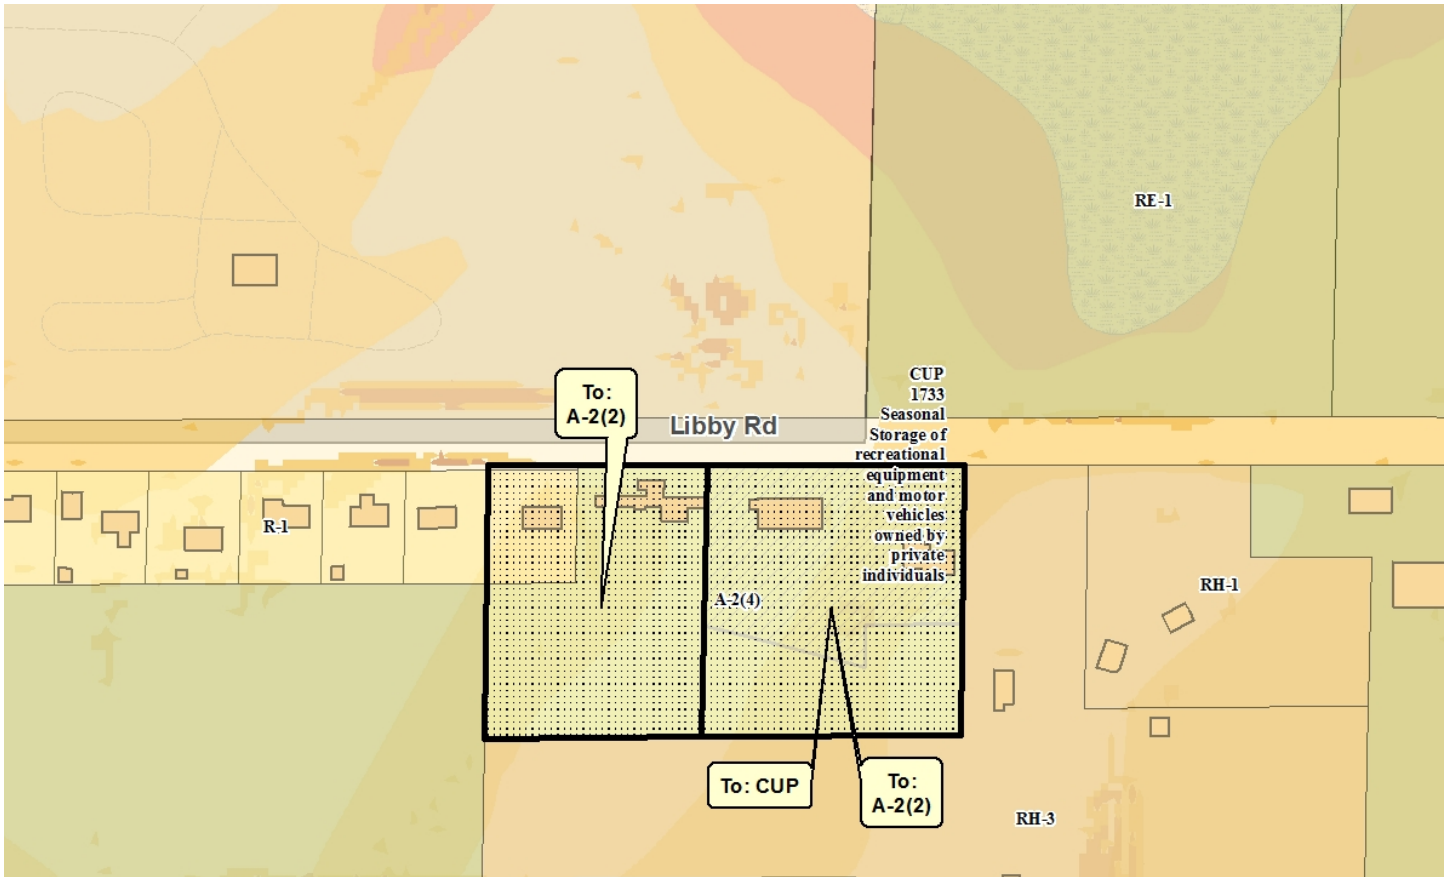 RE-1
To:
A-2(2)
Libby Rd
CUP
1733
Seasonal
Storage of
recreational
equipment
and motor
vehicles
owned by
private
individuals
R-1
A-2(4)
RH-1
To: CUP
To:
A-2(2)
RH-3